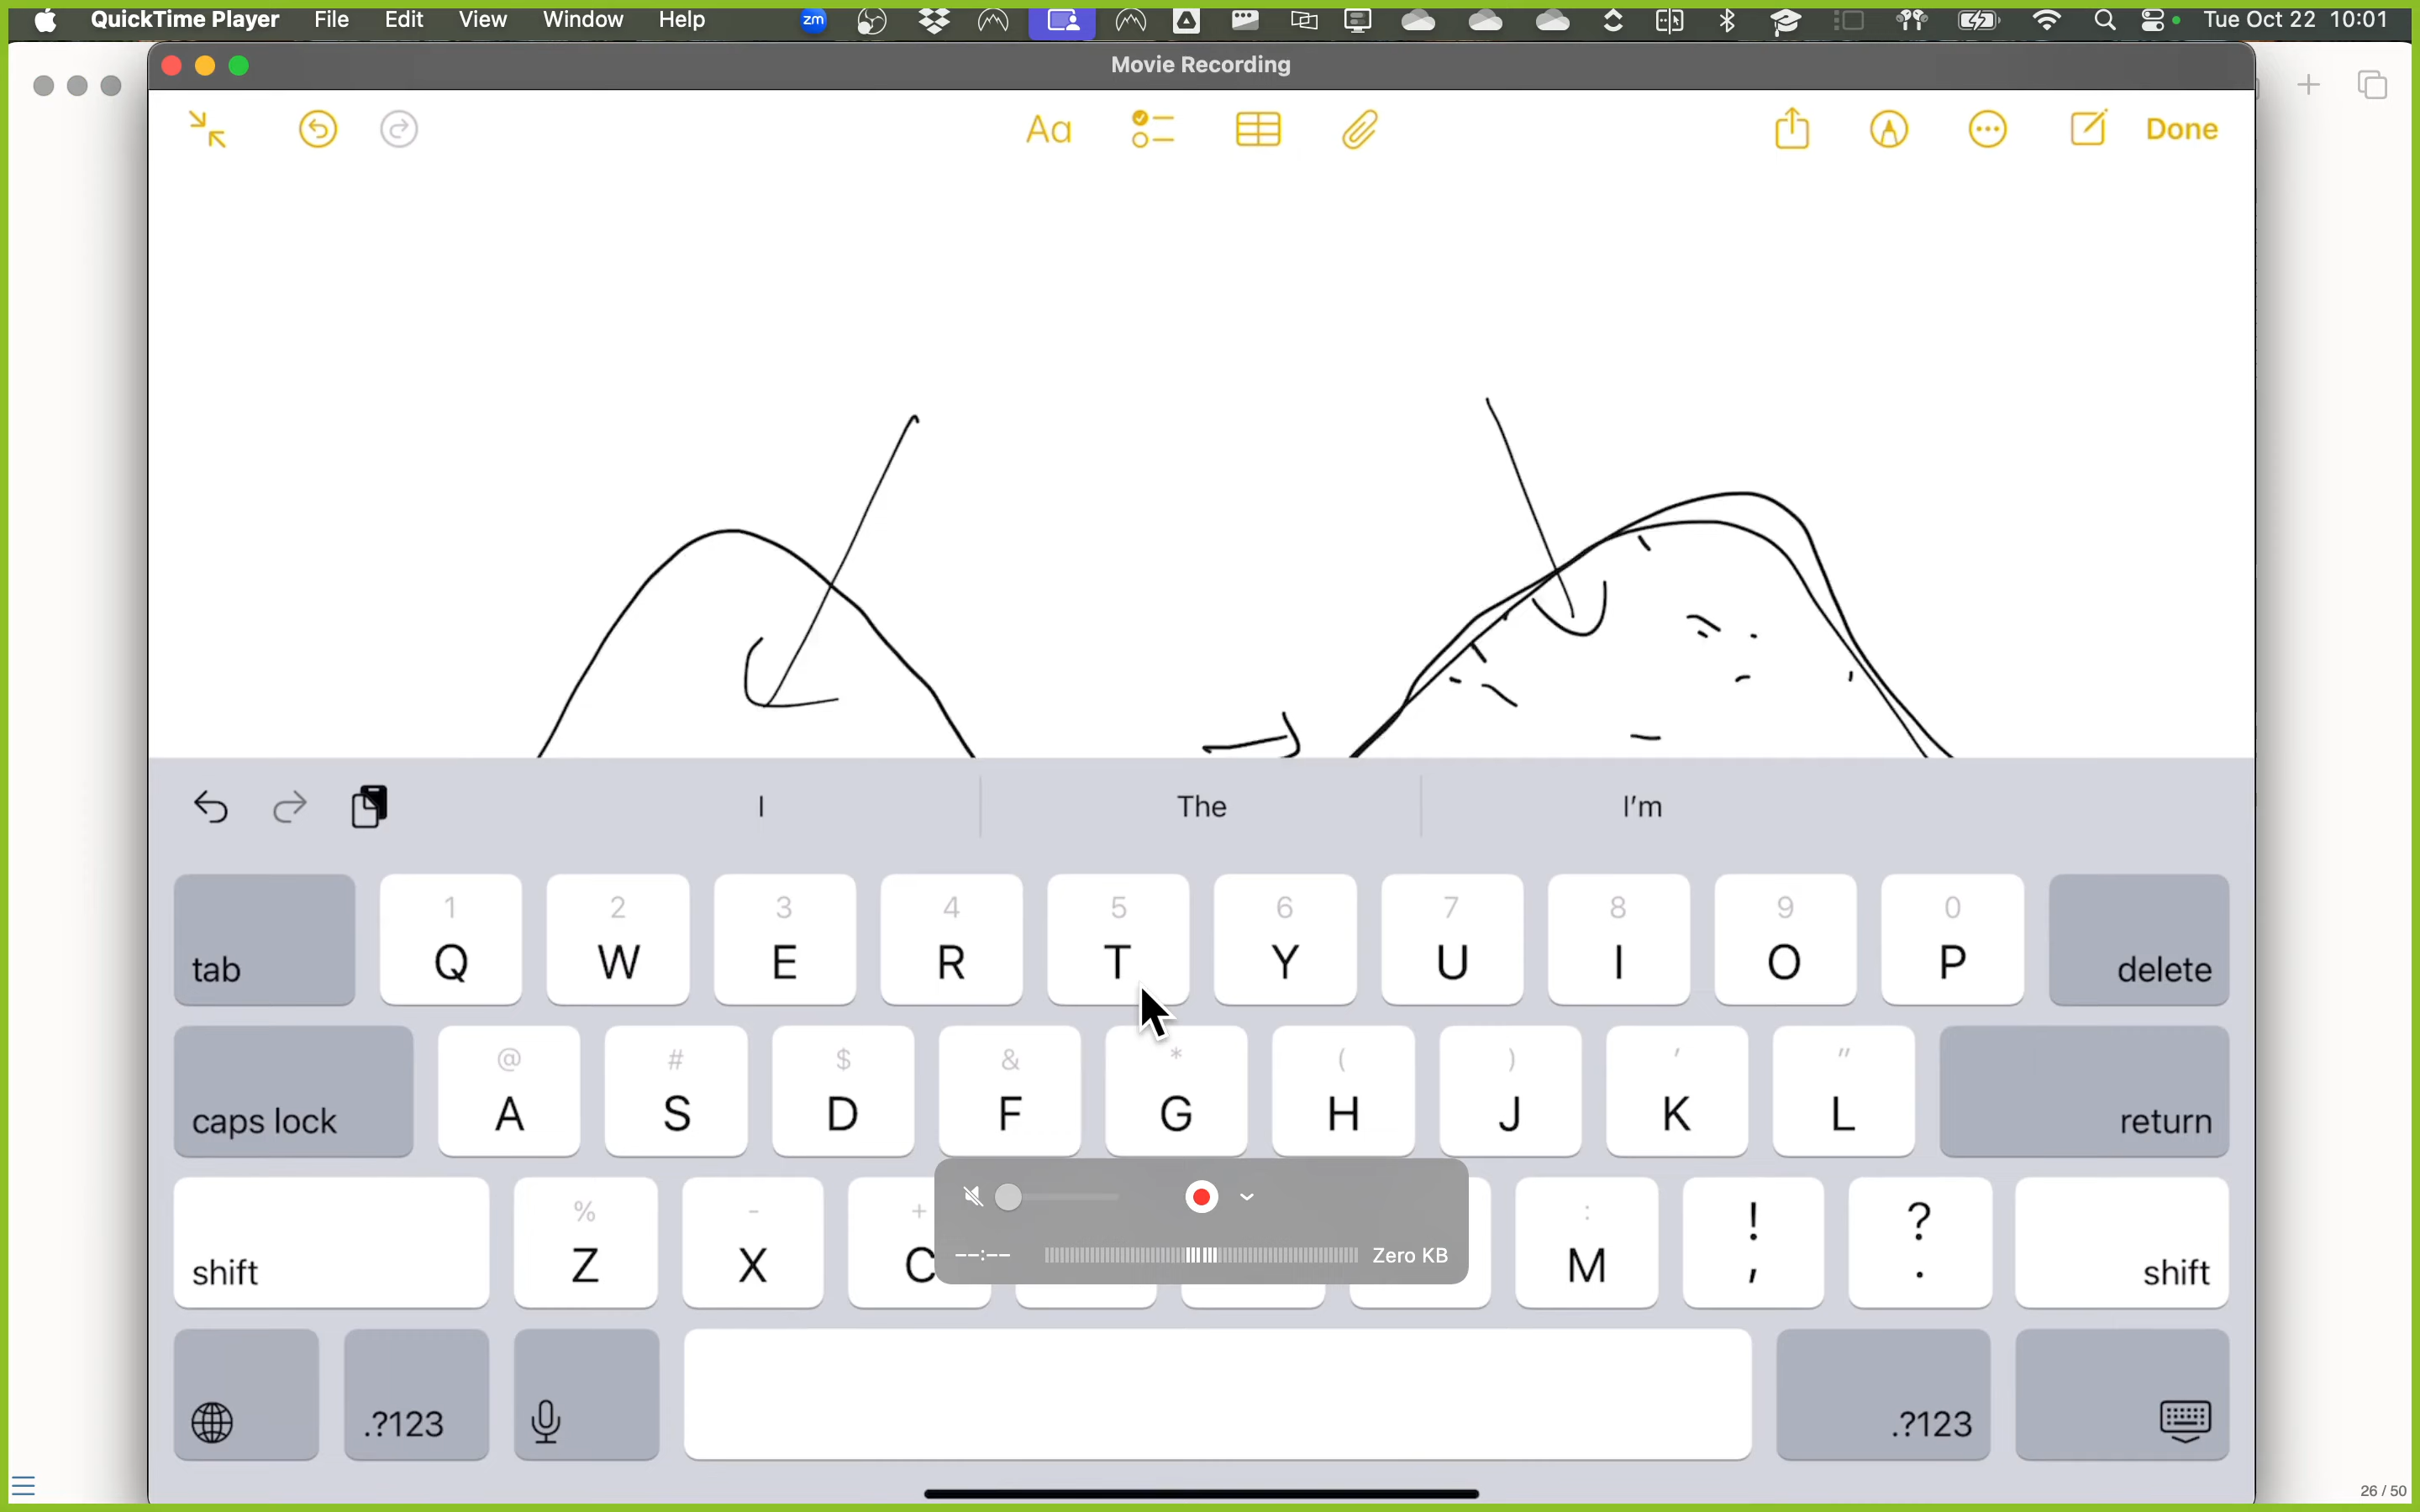 QuickTime Player File Edit View Window Help zm Tue Oct 22 10:01
Movie Recording
Aa Done
I The I'm
1 2 3 4 5 6 7 8 9 0
tab Q W E R T Y U I O P delete
@ # $ & * ( ) ' "
caps lock A S D F G H J K L return
% - + : ! ?
shift Z X C M , . shift
--:-- Zero KB
.?123 .?123
26 / 50